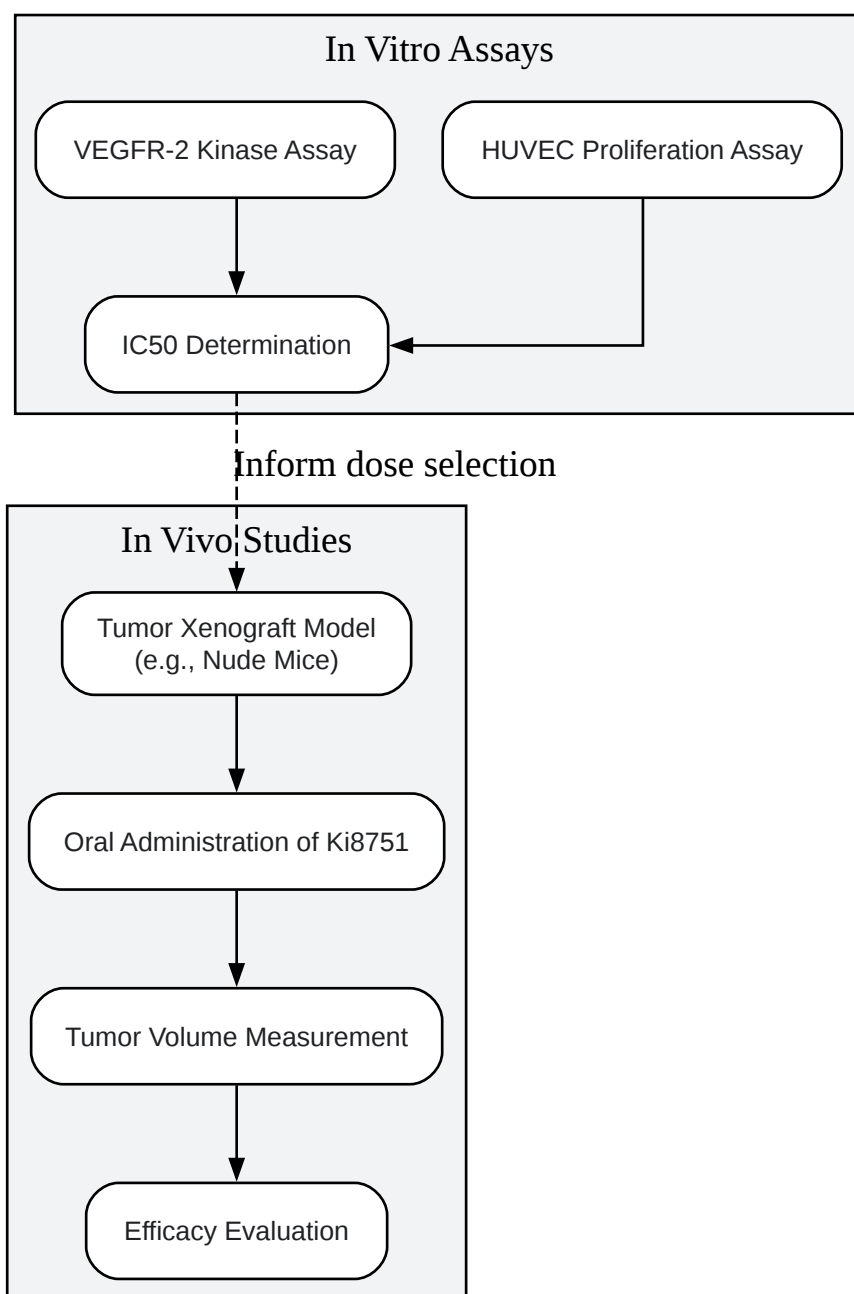 In Vitro Assays
VEGFR-2 Kinase Assay
HUVEC Proliferation Assay
IC50 Determination
Inform dose selection
In Vivo Studies
Tumor Xenograft Model
(e.g., Nude Mice)
Oral Administration of Ki8751
Tumor Volume Measurement
Efficacy Evaluation